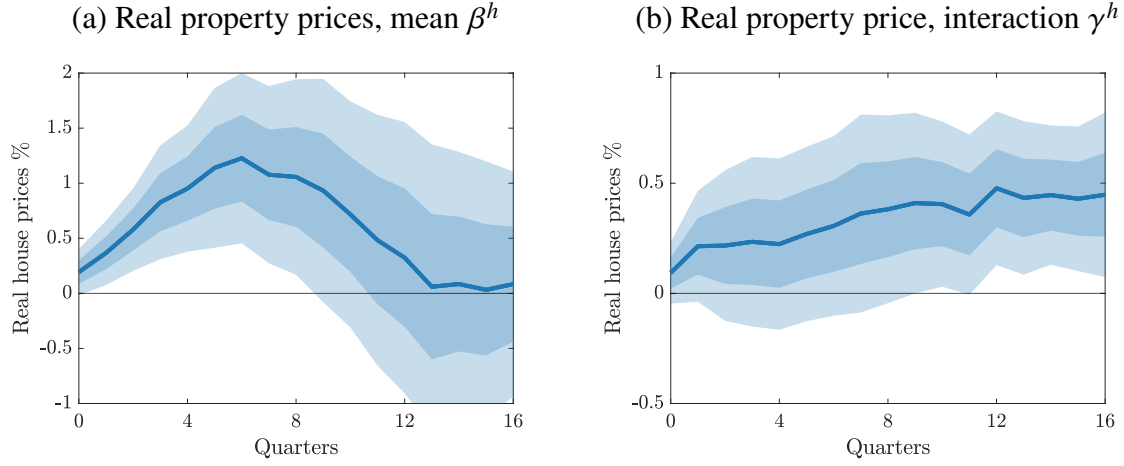 (a) Real property prices, mean β^h
Real house prices %
2
1.5
1
0.5
0
-0.5
-1
0 4 8 12 16
Quarters
(b) Real property price, interaction γ^h
Real house prices %
1
0.5
0
-0.5
0 4 8 12 16
Quarters